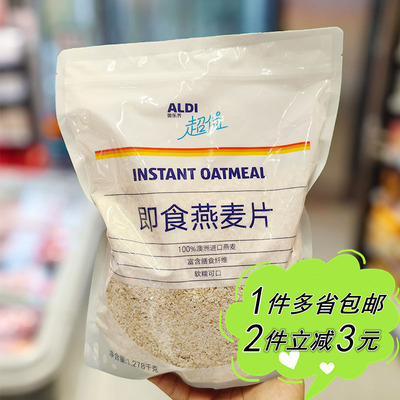 ALDI
奥乐齐
超值
INSTANT OATMEAL
即食燕麦片
100%澳洲进口燕麦
富含膳食纤维
软糯可口
净含量:1.278千克
1件多省包邮
2件立减3元